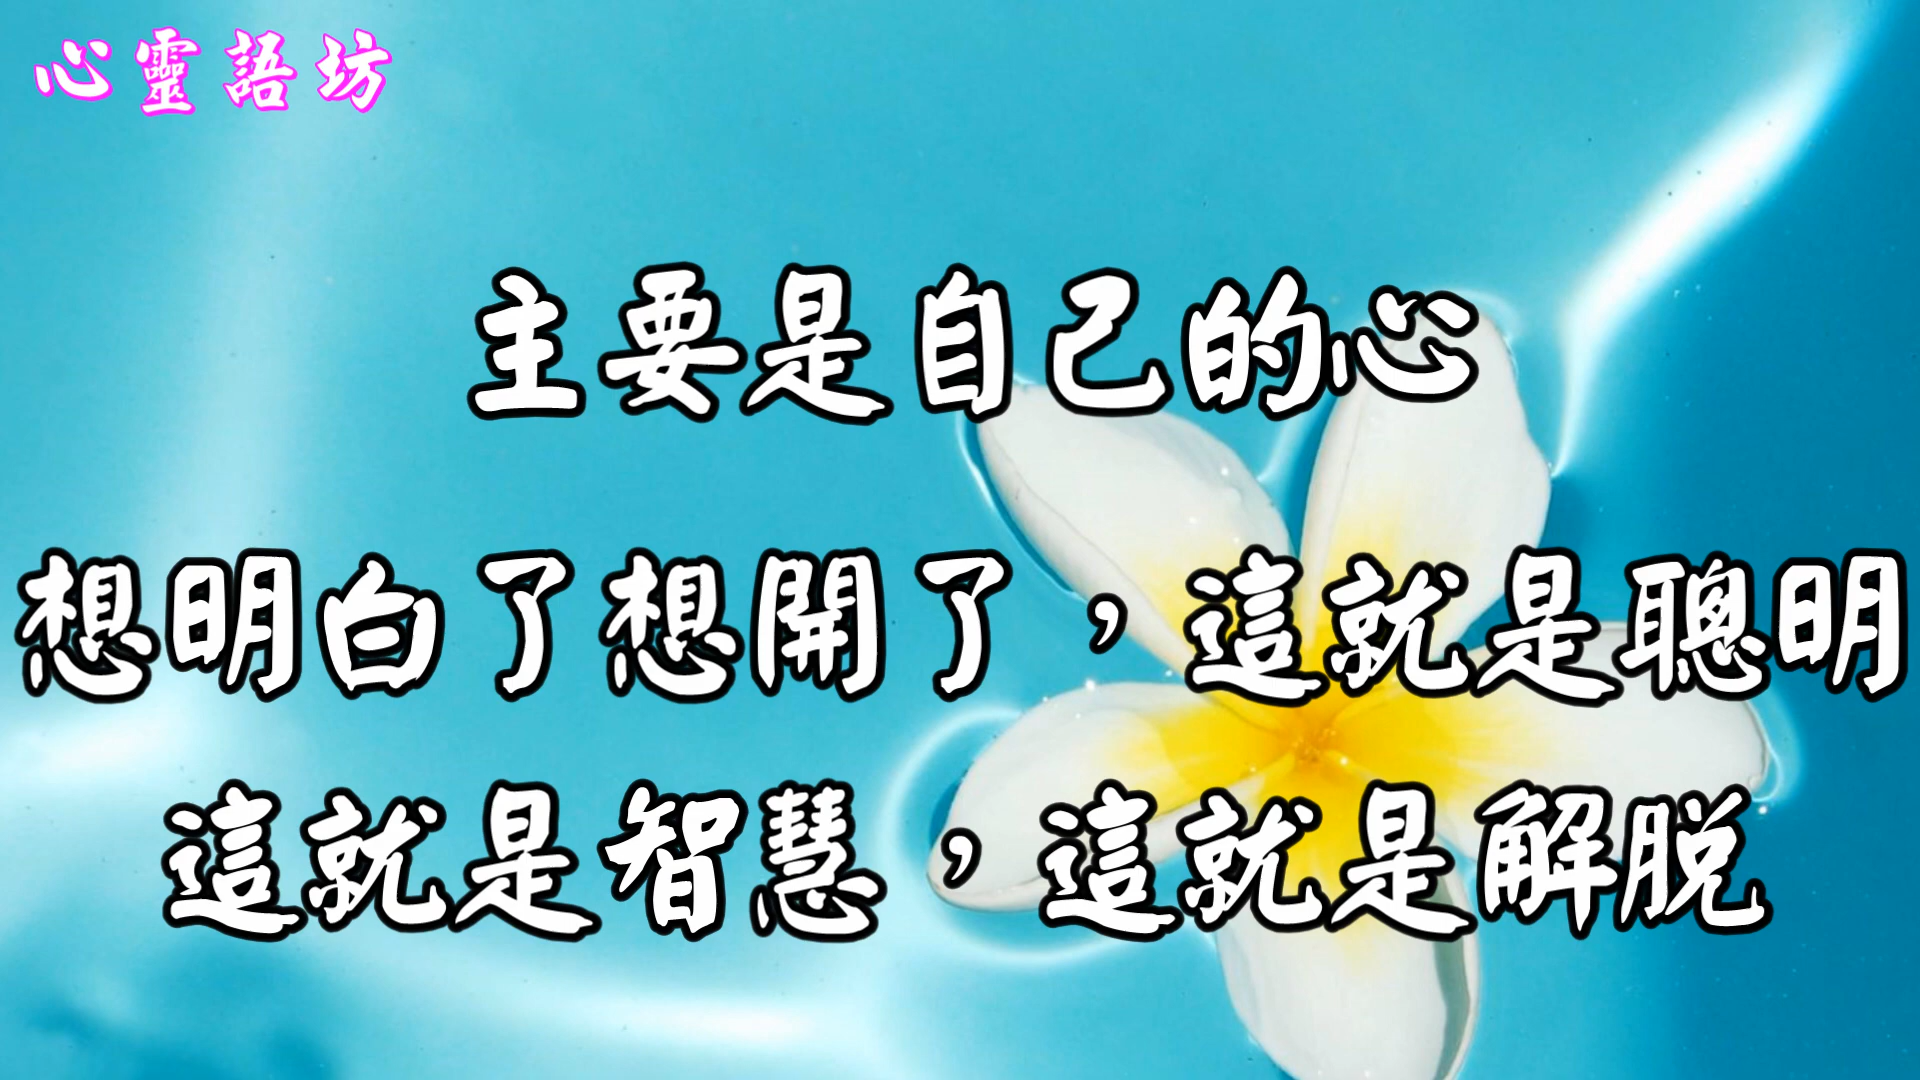 心靈語坊
主要是自己的心
想明白了想開了，這就是聰明
這就是智慧，這就是解脫